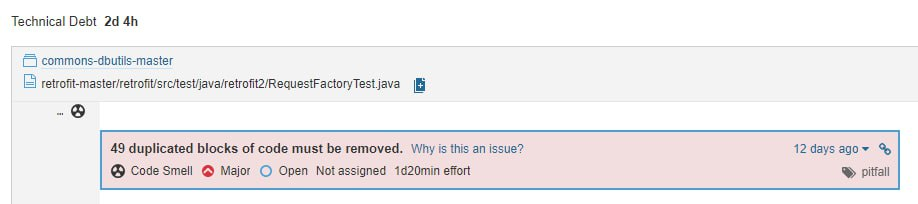 Technical Debt 2d 4h
commons-dbutils-master
retrofit-master/retrofit/src/test/java/retrofit2/RequestFactoryTest.java
...
49 duplicated blocks of code must be removed. Why is this an issue? 12 days ago
Code Smell Major Open Not assigned 1d20min effort pitfall